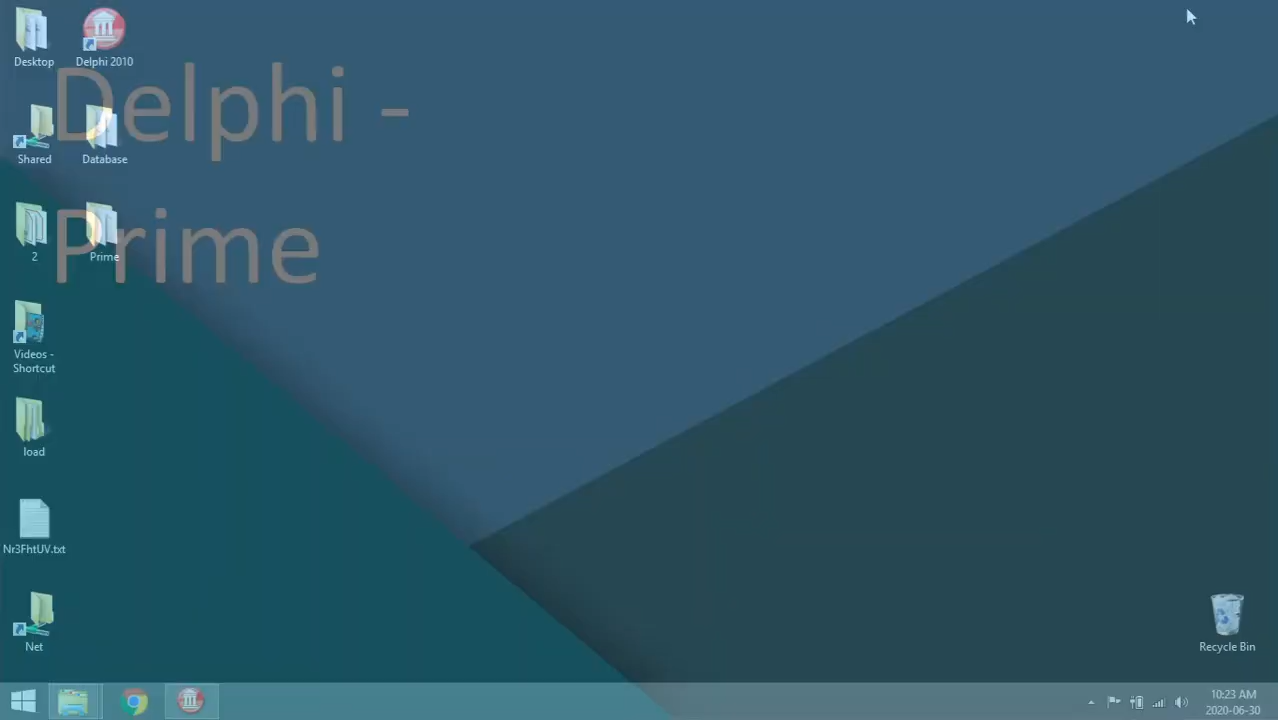 Desktop
Delphi 2010
Delphi -
Shared
Database
Prime
2
Prime
Videos -
Shortcut
load
Nr3FhtUV.txt
Net
Recycle Bin
10:23 AM
2020-06-30